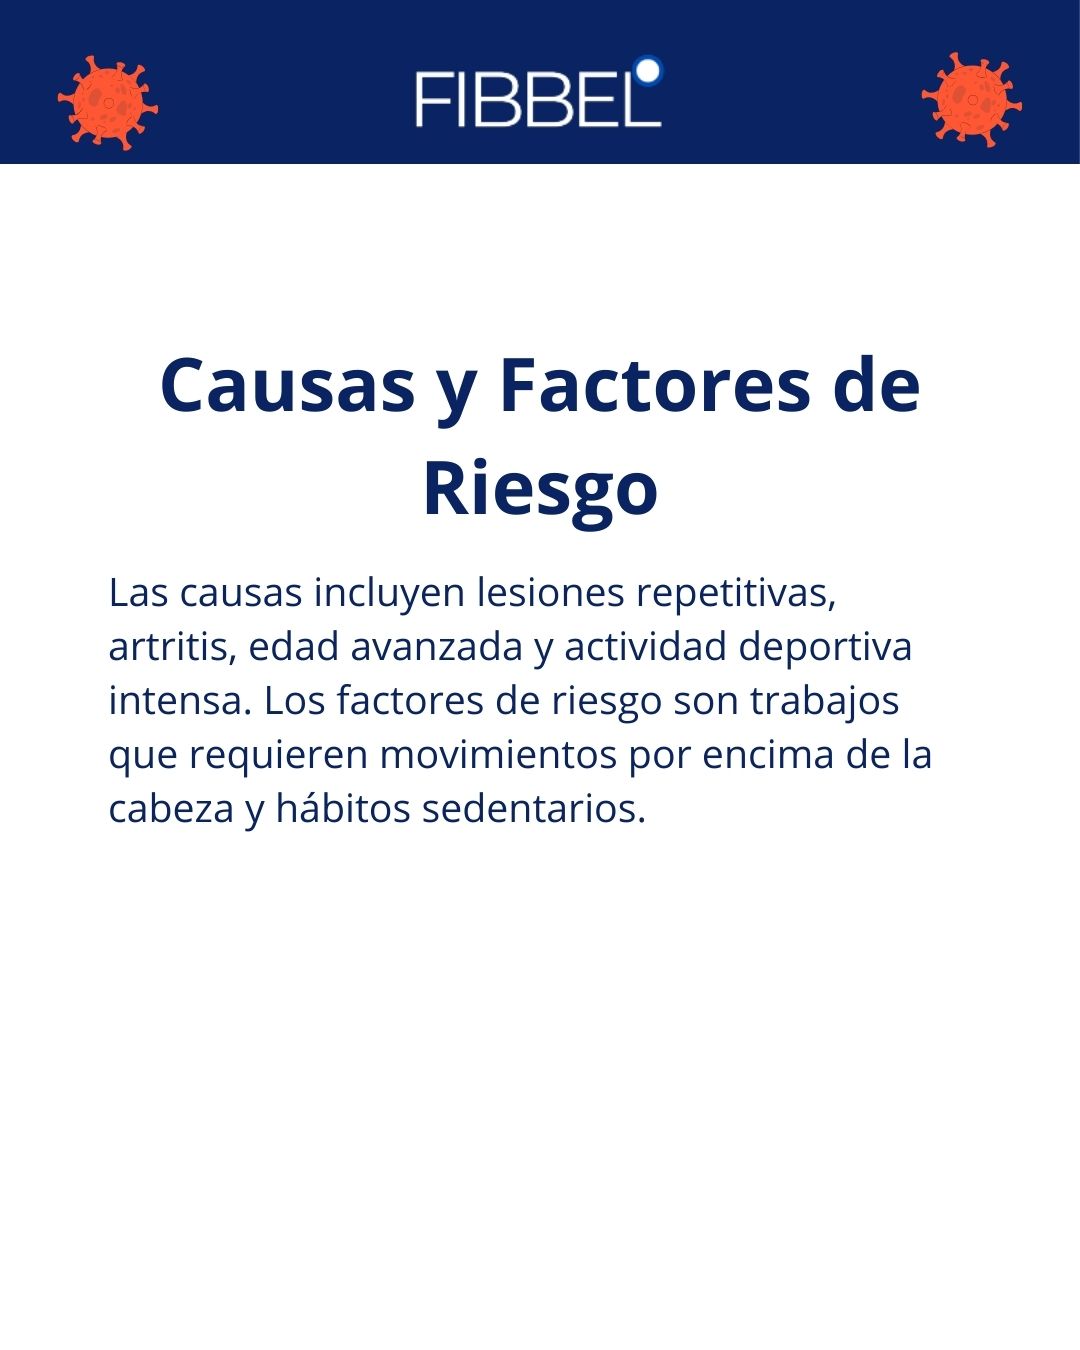 FIBBEL
Causas y Factores de
Riesgo
Las causas incluyen lesiones repetitivas,
artritis, edad avanzada y actividad deportiva
intensa. Los factores de riesgo son trabajos
que requieren movimientos por encima de la
cabeza y hábitos sedentarios.